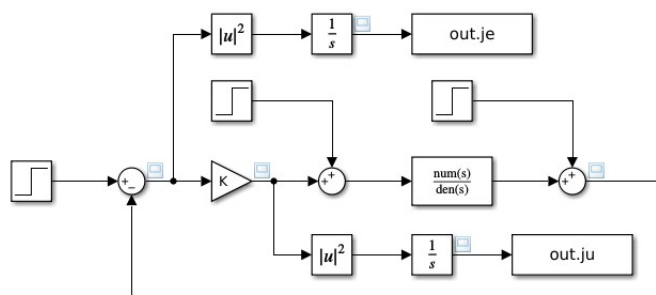 |u|²
1
s
out.je
+
−
K
+
+
num(s)
den(s)
+
+
|u|²
1
s
out.ju